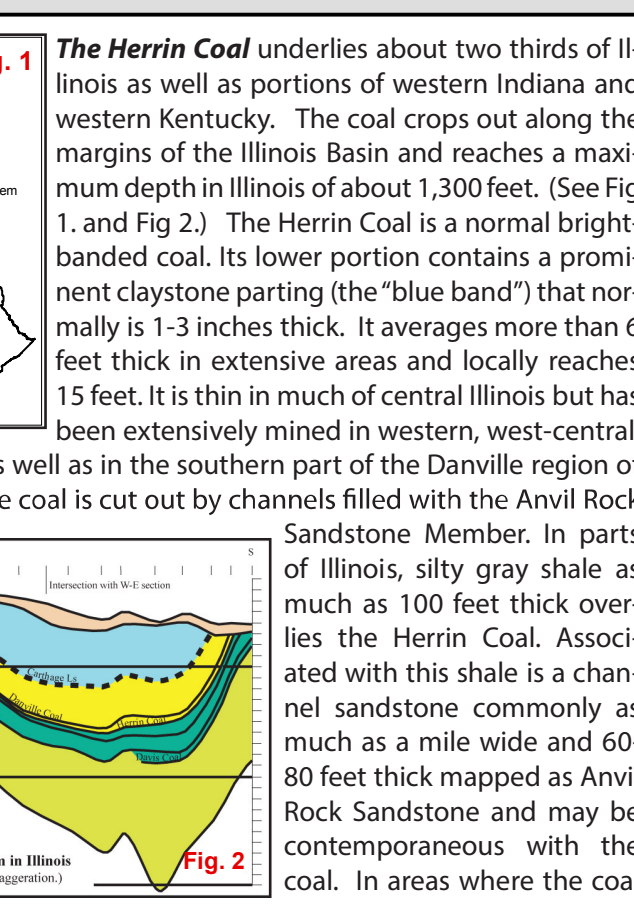 g. 1
em
The Herrin Coal underlies about two thirds of Il-
linois as well as portions of western Indiana and
western Kentucky. The coal crops out along the
margins of the Illinois Basin and reaches a maxi-
mum depth in Illinois of about 1,300 feet. (See Fig
1. and Fig 2.) The Herrin Coal is a normal bright-
banded coal. Its lower portion contains a promi-
nent claystone parting (the “blue band”) that nor-
mally is 1-3 inches thick. It averages more than 6
feet thick in extensive areas and locally reaches
15 feet. It is thin in much of central Illinois but has
been extensively mined in western, west-central
s well as in the southern part of the Danville region of
e coal is cut out by channels filled with the Anvil Rock
Sandstone Member. In parts
of Illinois, silty gray shale as
much as 100 feet thick over-
lies the Herrin Coal. Associ-
ated with this shale is a chan-
nel sandstone commonly as
much as a mile wide and 60-
80 feet thick mapped as Anvi
Rock Sandstone and may be
contemporaneous with the
coal. In areas where the coa
S
Intersection with W-E section
Carthage Ls
Danville Coal
Herrin Coal
Davis Coal
m in Illinois
aggeration.)
Fig. 2